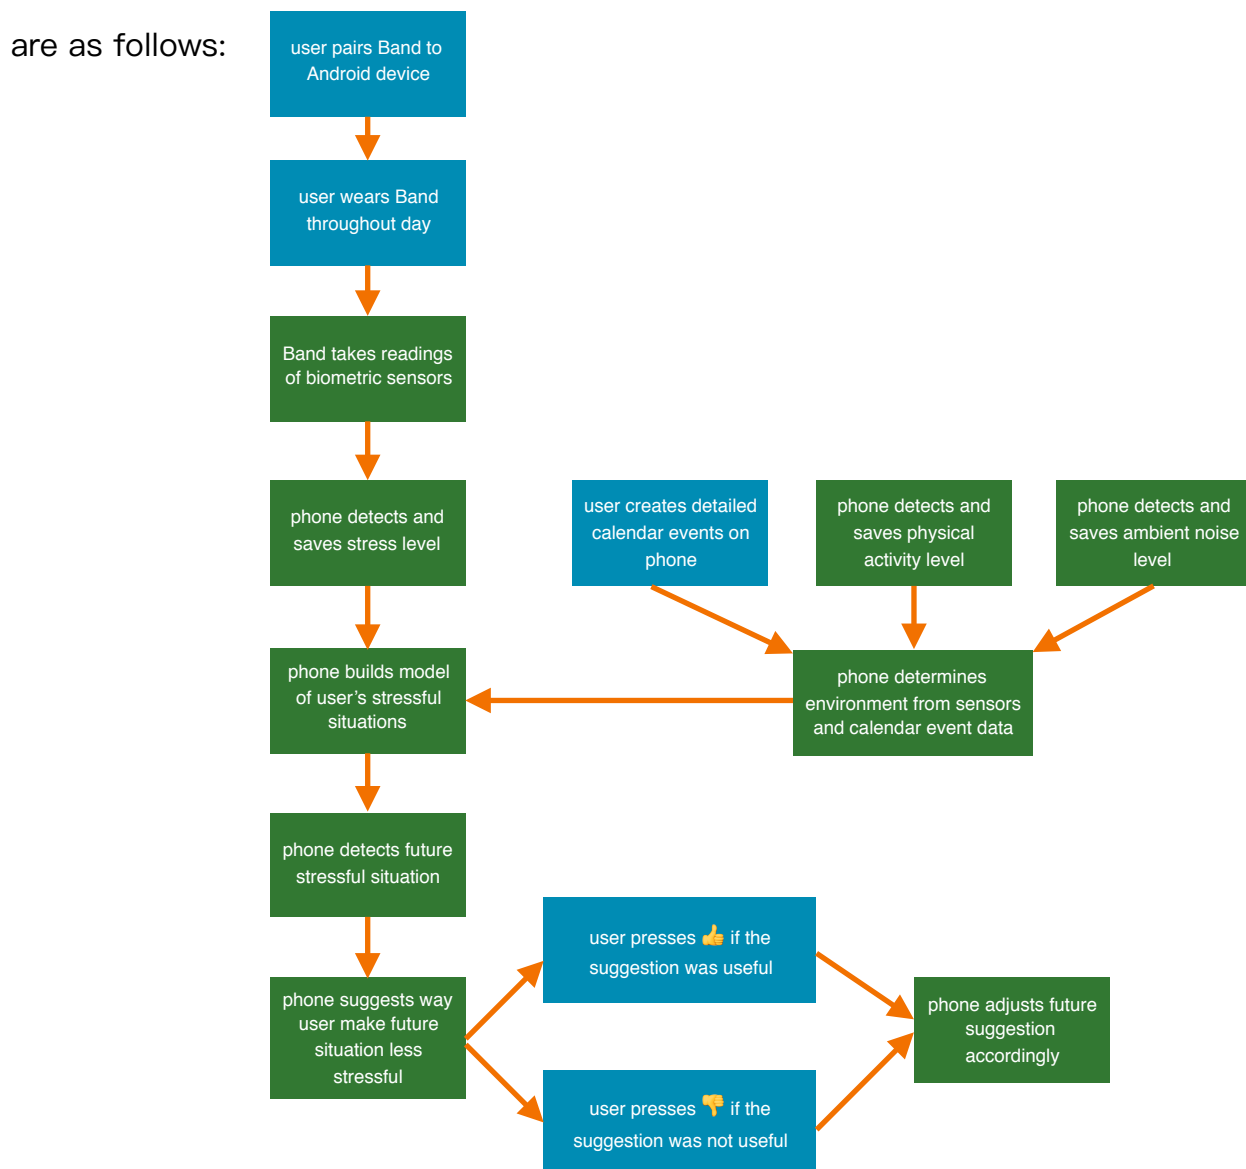 are as follows:
user pairs Band to
Android device
user wears Band
throughout day
Band takes readings
of biometric sensors
phone detects and
saves stress level
user creates detailed
calendar events on
phone
phone detects and
saves physical
activity level
phone detects and
saves ambient noise
level
phone builds model
of user’s stressful
situations
phone determines
environment from sensors
and calendar event data
phone detects future
stressful situation
phone suggests way
user make future
situation less
stressful
user presses 👍 if the
suggestion was useful
user presses 👎 if the
suggestion was not useful
phone adjusts future
suggestion
accordingly